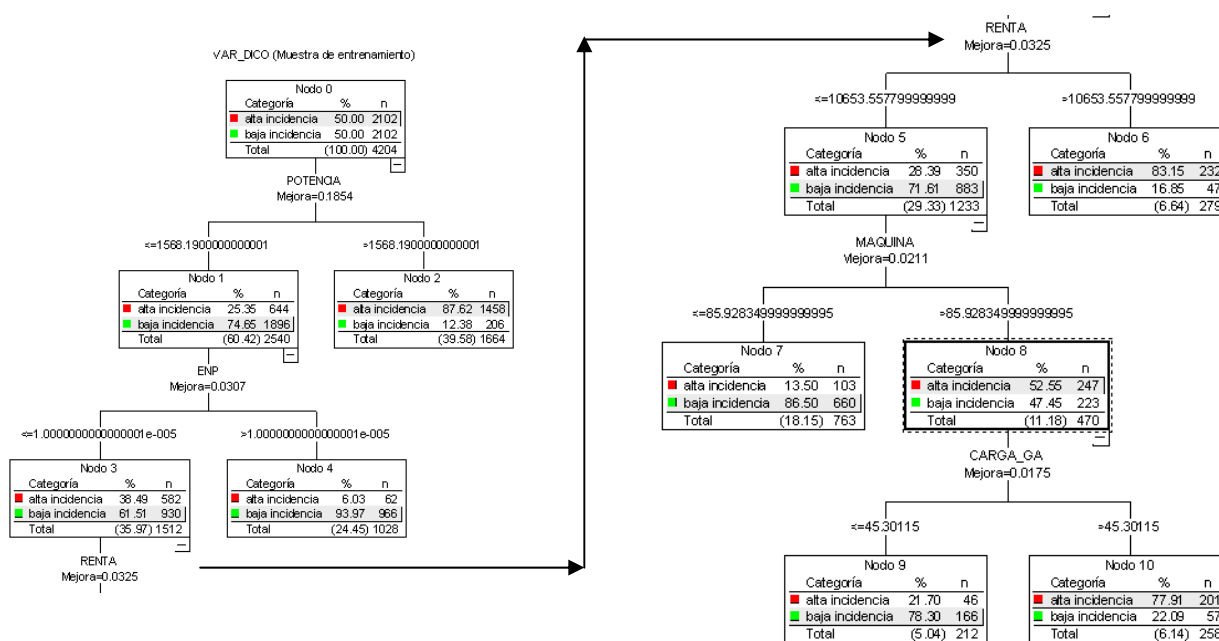 VAR_DICO (Muestra de entrenamiento)
Nodo 0
Categoría % n
alta incidencia 50.00 2102
baja incidencia 50.00 2102
Total (100.00) 4204
POTENCIA
Mejora=0.1854
<=1568.1900000000001
>1568.1900000000001
Nodo 1
Categoría % n
alta incidencia 25.35 644
baja incidencia 74.65 1896
Total (60.42) 2540
Nodo 2
Categoría % n
alta incidencia 87.62 1458
baja incidencia 12.38 206
Total (39.58) 1664
ENP
Mejora=0.0307
<=1.0000000000000001e-005
>1.0000000000000001e-005
Nodo 3
Categoría % n
alta incidencia 38.49 582
baja incidencia 61.51 930
Total (35.97) 1512
Nodo 4
Categoría % n
alta incidencia 6.03 62
baja incidencia 93.97 966
Total (24.45) 1028
RENTA
Mejora=0.0325
RENTA
Mejora=0.0325
<=10653.557799999999
>10653.557799999999
Nodo 5
Categoría % n
alta incidencia 28.39 350
baja incidencia 71.61 883
Total (29.33) 1233
Nodo 6
Categoría % n
alta incidencia 83.15 232
baja incidencia 16.85 47
Total (6.64) 279
MAQUINA
Mejora=0.0211
<=85.928349999999995
>85.928349999999995
Nodo 7
Categoría % n
alta incidencia 13.50 103
baja incidencia 86.50 660
Total (18.15) 763
Nodo 8
Categoría % n
alta incidencia 52.55 247
baja incidencia 47.45 223
Total (11.18) 470
CARGA_GA
Mejora=0.0175
<=45.30115
>45.30115
Nodo 9
Categoría % n
alta incidencia 21.70 46
baja incidencia 78.30 166
Total (5.04) 212
Nodo 10
Categoría % n
alta incidencia 77.91 201
baja incidencia 22.09 57
Total (6.14) 258